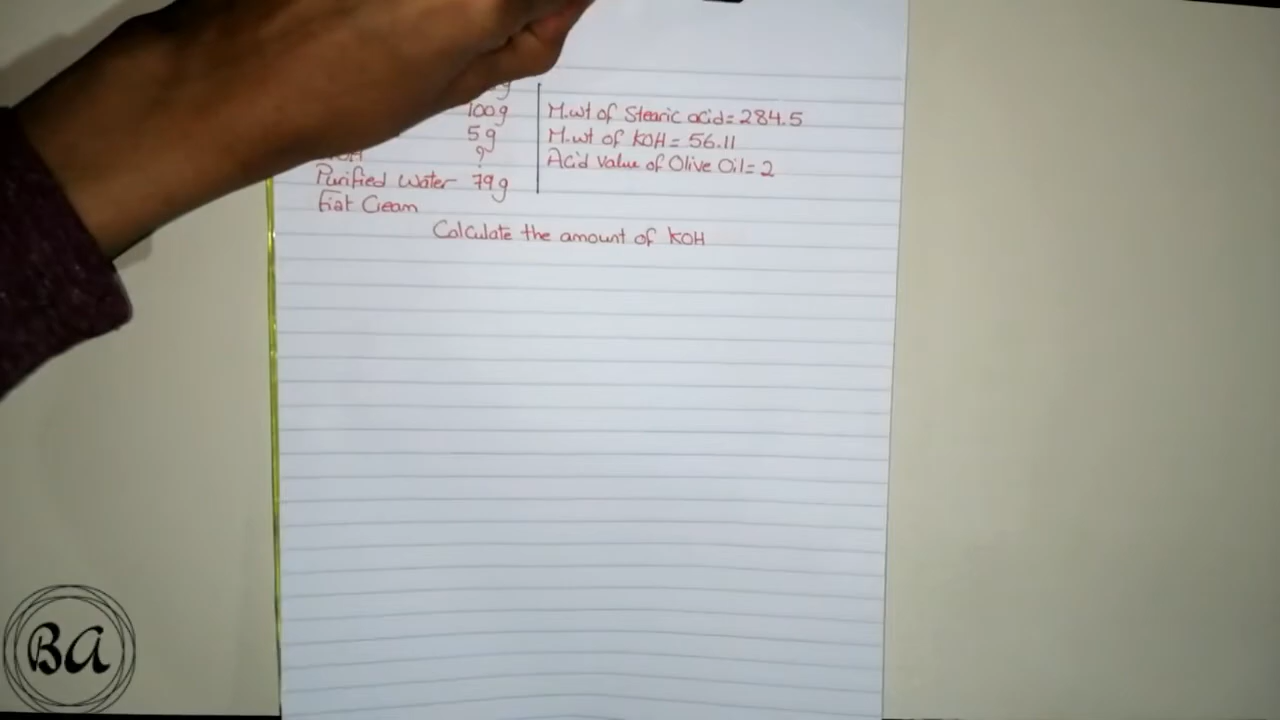 100g M.wt of Stearic acid = 284.5
5g M.wt of KOH = 56.11
? Acid Value of Olive Oil = 2
Purified Water 79g
Fiat Cream
Calculate the amount of KOH
BA